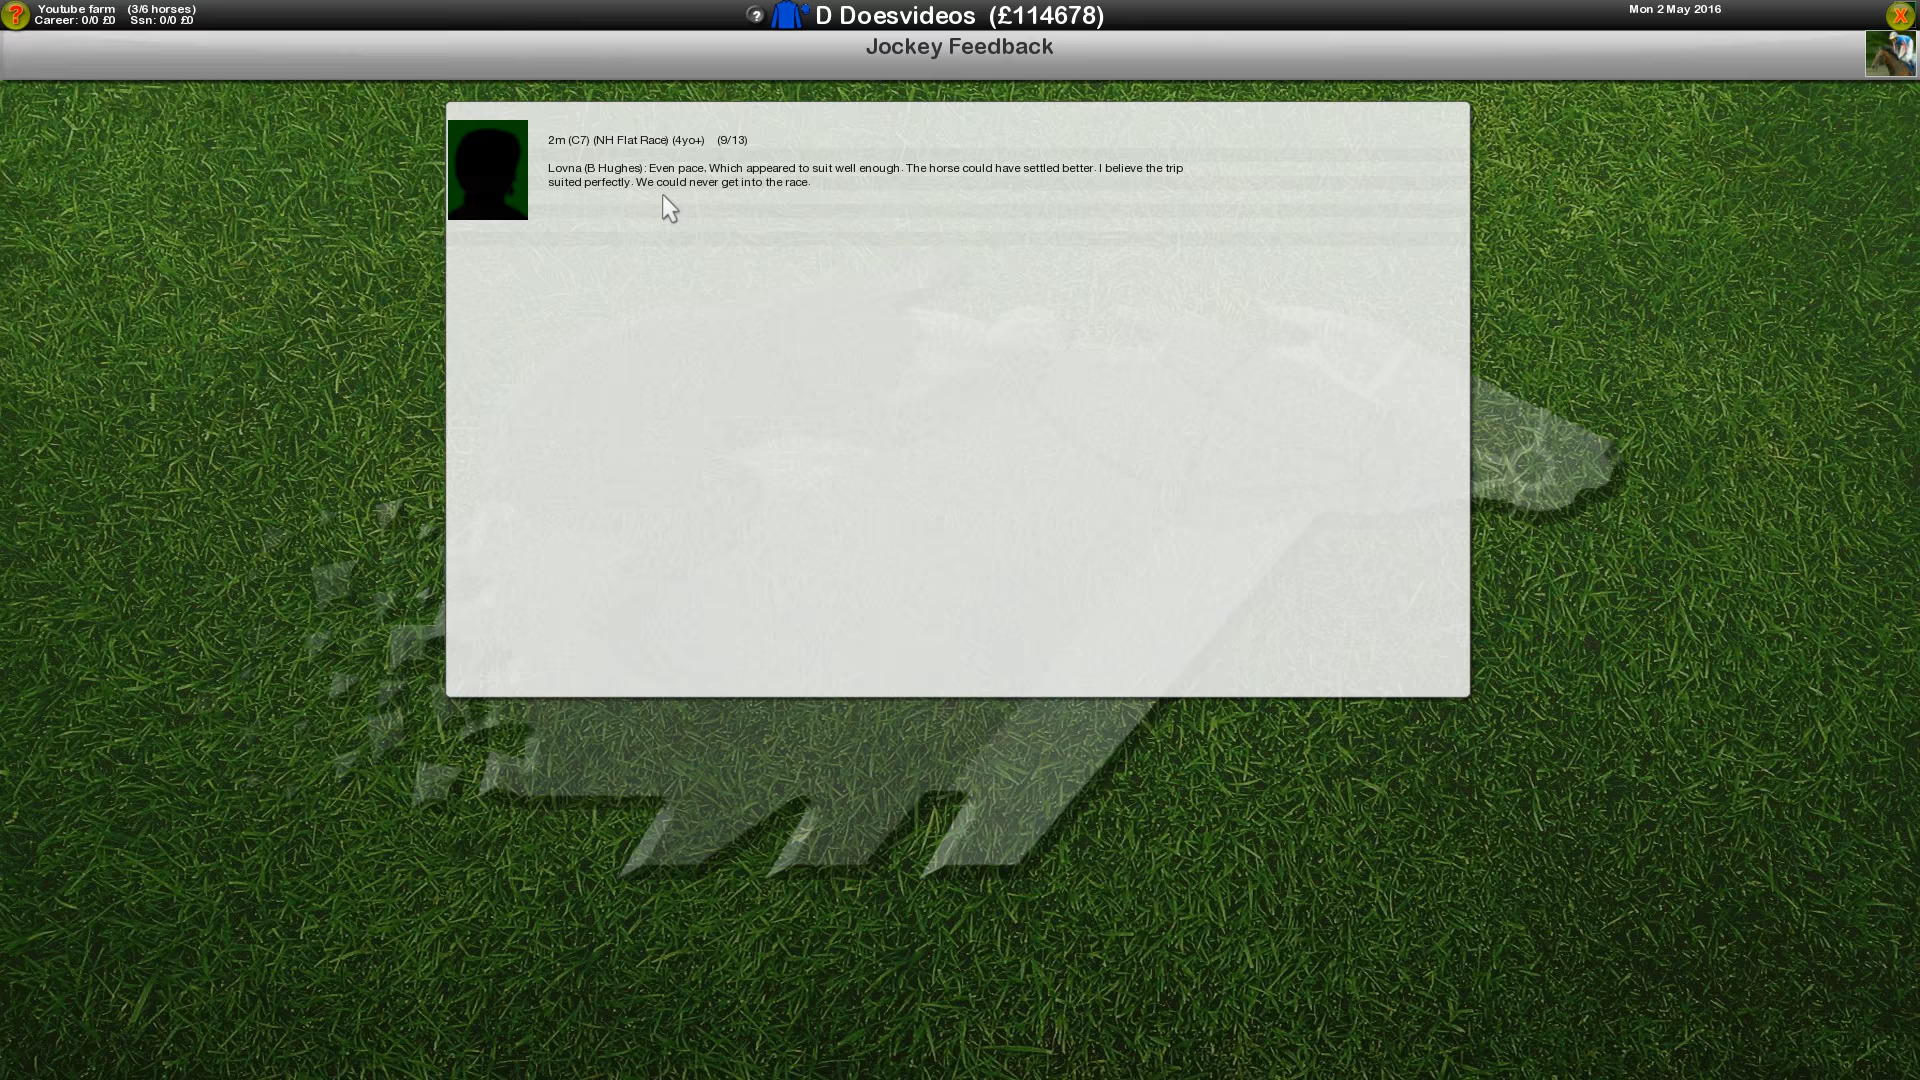 Youtube farm (3/6 horses)
Career: 0/0 £0 Ssn: 0/0 £0
D Doesvideos (£114678)
Mon 2 May 2016
Jockey Feedback
2m (C7) (NH Flat Race) (4yo+) (9/13)
Lovna (B Hughes): Even pace, Which appeared to suit well enough. The horse could have settled better. I believe the trip
suited perfectly. We could never get into the race.